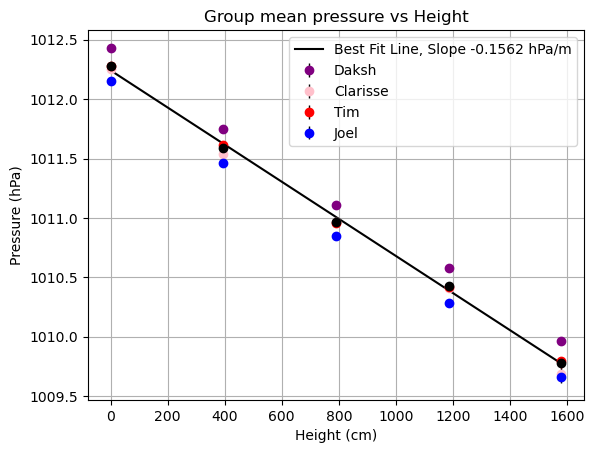 Group mean pressure vs Height
1012.5
1012.0
1011.5
1011.0
1010.5
1010.0
1009.5
Pressure (hPa)
Best Fit Line, Slope -0.1562 hPa/m
Daksh
Clarisse
Tim
Joel
0 200 400 600 800 1000 1200 1400 1600
Height (cm)